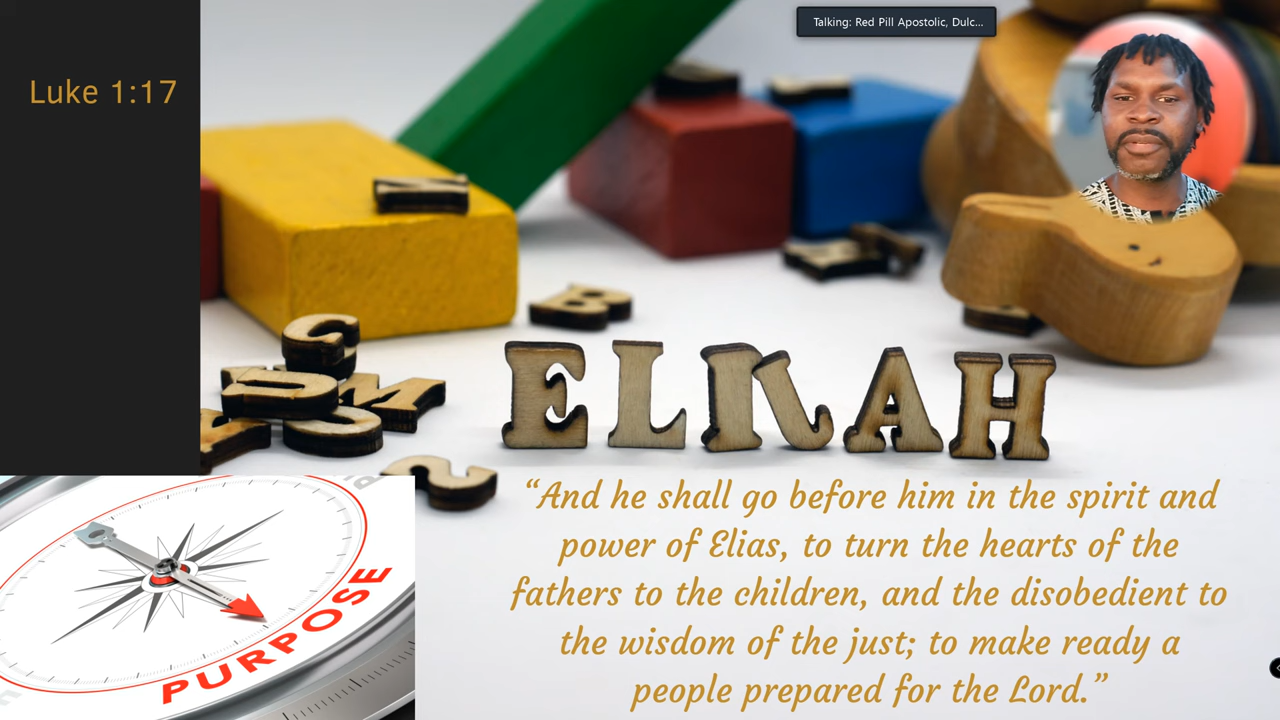 Talking: Red Pill Apostolic, Dulc...
Luke 1:17
N
B
G
D
M
S
S
ELIJAH
“And he shall go before him in the spirit and
power of Elias, to turn the hearts of the
fathers to the children, and the disobedient to
the wisdom of the just; to make ready a
people prepared for the Lord.”
PURPOSE